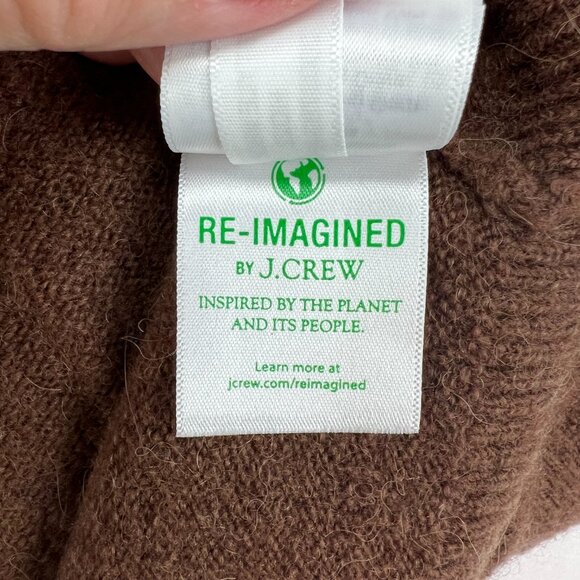 RE-IMAGINED
BY J.CREW
INSPIRED BY THE PLANET
AND ITS PEOPLE.
Learn more at
jcrew.com/reimagined